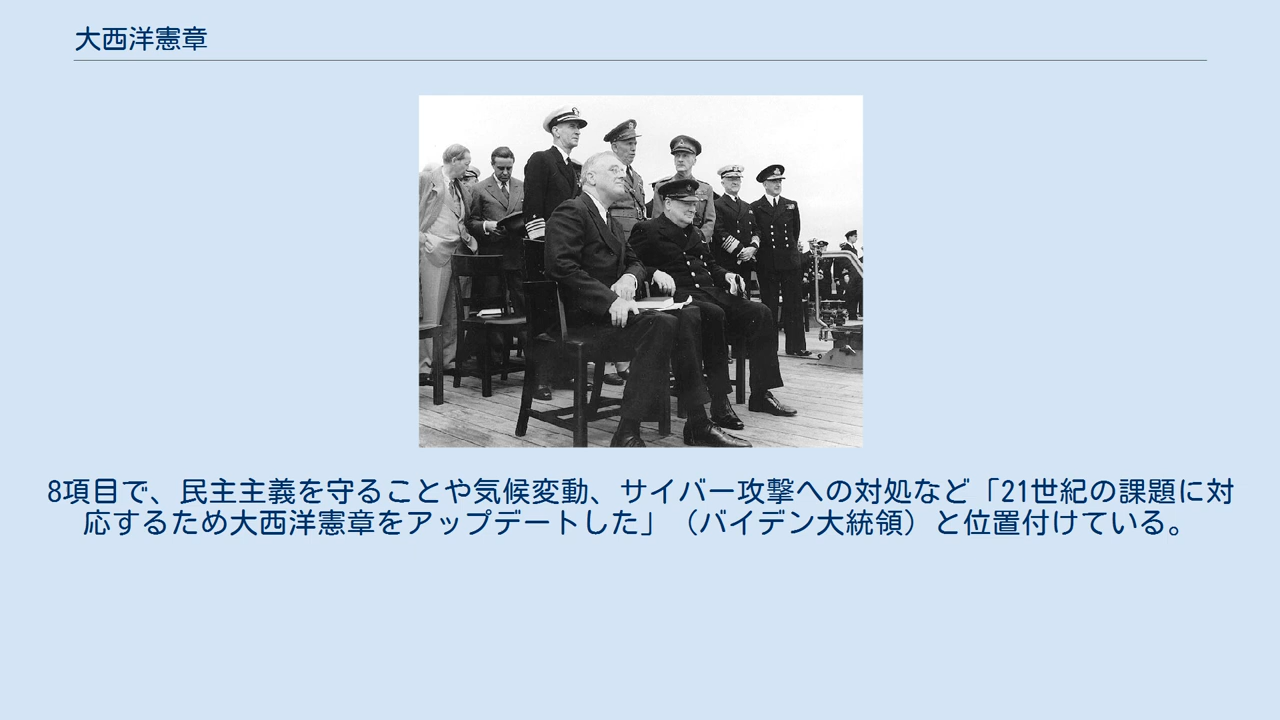 大西洋憲章
8項目で、民主主義を守ることや気候変動、サイバー攻撃への対処など「21世紀の課題に対
応するため大西洋憲章をアップデートした」（バイデン大統領）と位置付けている。